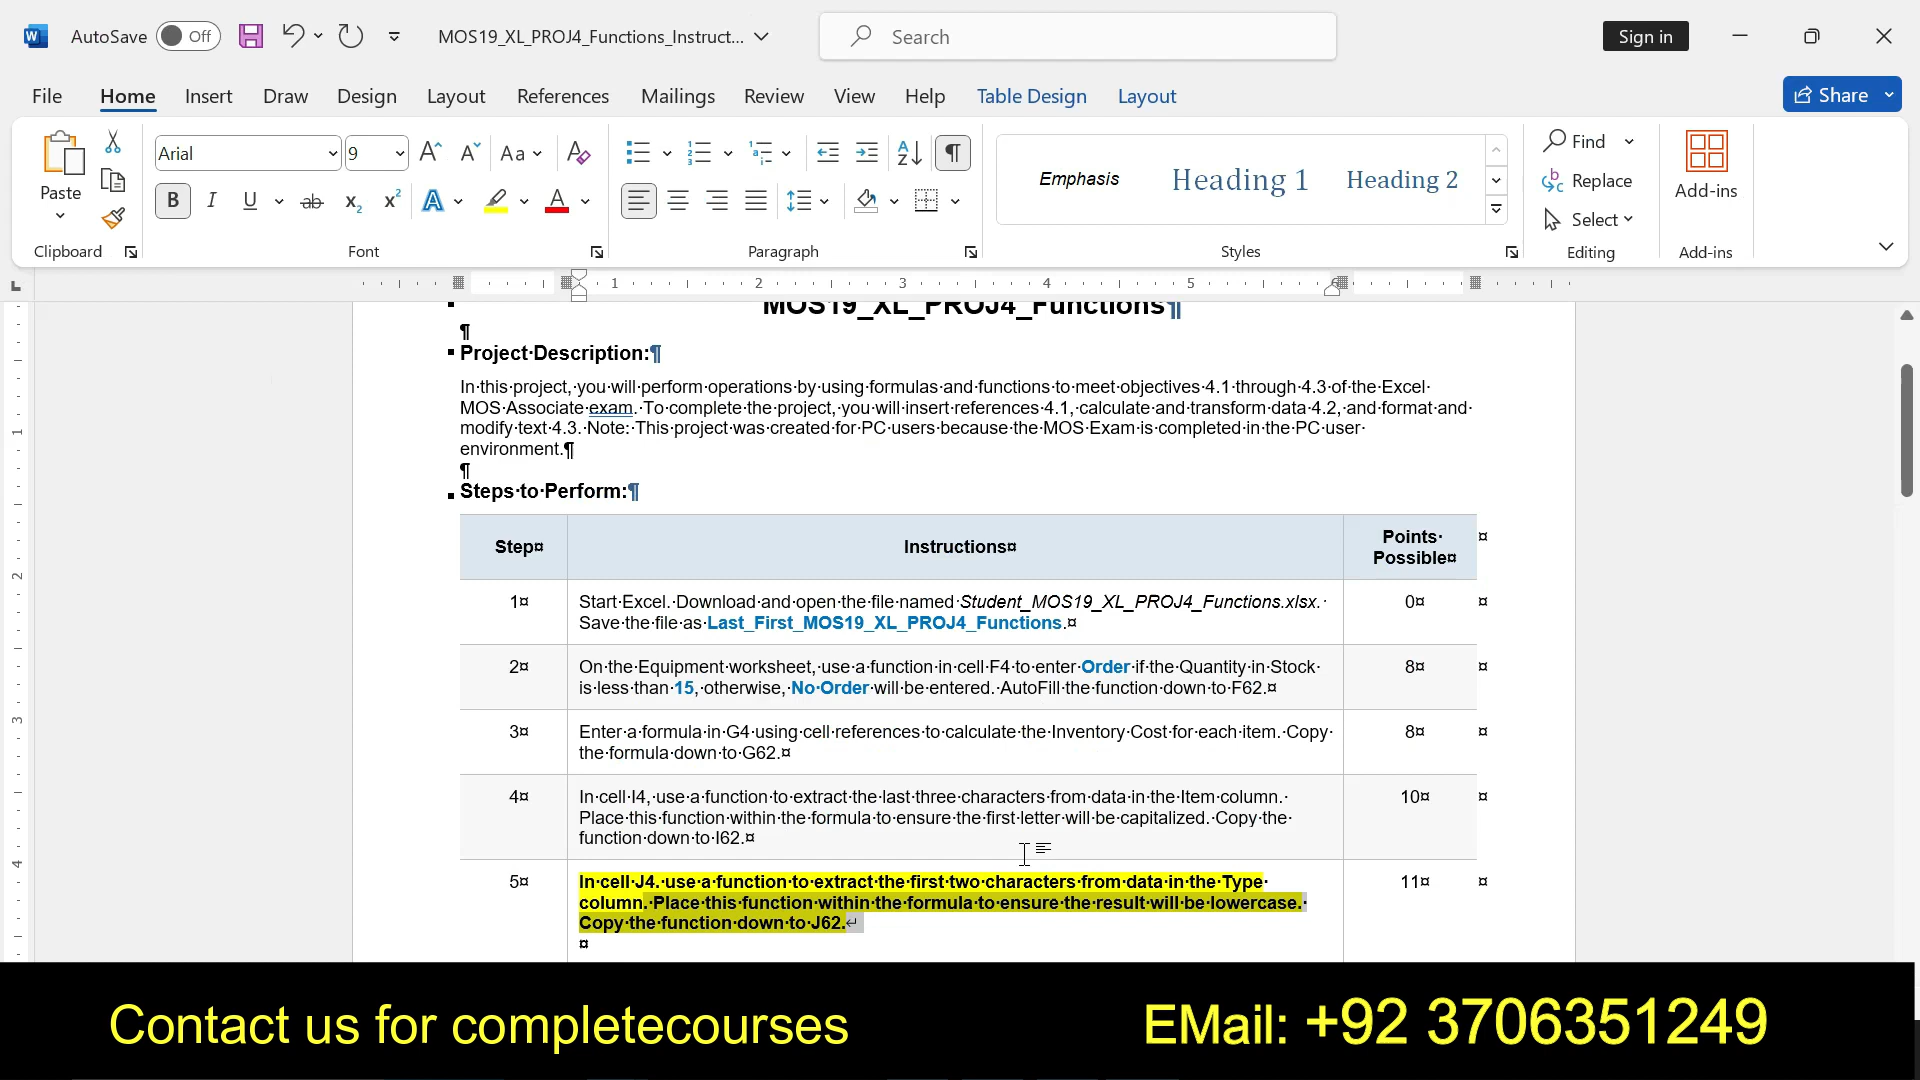 AutoSave Off MOS19_XL_PROJ4_Functions_Instruct... Search Sign in
File Home Insert Draw Design Layout References Mailings Review View Help Table Design Layout Share
Paste Arial 9 Emphasis Heading 1 Heading 2 Find Replace Select Add-ins
Clipboard Font Paragraph Styles Editing Add-ins
MOS19_XL_PROJ4_Functions¶
¶
Project·Description:¶
In·this·project,·you·will·perform·operations·by·using·formulas·and·functions·to·meet·objectives·4.1·through·4.3·of·the·Excel·
MOS·Associate·exam.·To·complete·the·project,·you·will·insert·references·4.1,·calculate·and·transform·data·4.2,·and·format·and·
modify·text·4.3.·Note:·This·project·was·created·for·PC·users·because·the·MOS·Exam·is·completed·in·the·PC·user·
environment.¶
¶
Steps·to·Perform:¶
Step¤ Instructions¤ Points·
Possible¤ ¤
1¤ Start·Excel.·Download·and·open·the·file·named·Student_MOS19_XL_PROJ4_Functions.xlsx.· 0¤ ¤
Save·the·file·as·Last_First_MOS19_XL_PROJ4_Functions.¤
2¤ On·the·Equipment·worksheet,·use·a·function·in·cell·F4·to·enter·Order·if·the·Quantity·in·Stock· 8¤ ¤
is·less·than·15,·otherwise,·No·Order·will·be·entered.·AutoFill·the·function·down·to·F62.¤
3¤ Enter·a·formula·in·G4·using·cell·references·to·calculate·the·Inventory·Cost·for·each·item.·Copy· 8¤ ¤
the·formula·down·to·G62.¤
4¤ In·cell·I4,·use·a·function·to·extract·the·last·three·characters·from·data·in·the·Item·column.· 10¤ ¤
Place·this·function·within·the·formula·to·ensure·the·first·letter·will·be·capitalized.·Copy·the·
function·down·to·I62.¤
5¤ In·cell·J4.·use·a·function·to·extract·the·first·two·characters·from·data·in·the·Type· 11¤ ¤
column.·Place·this·function·within·the·formula·to·ensure·the·result·will·be·lowercase.·
Copy·the·function·down·to·J62.↵
¤
Contact us for completecourses EMail: +92 3706351249